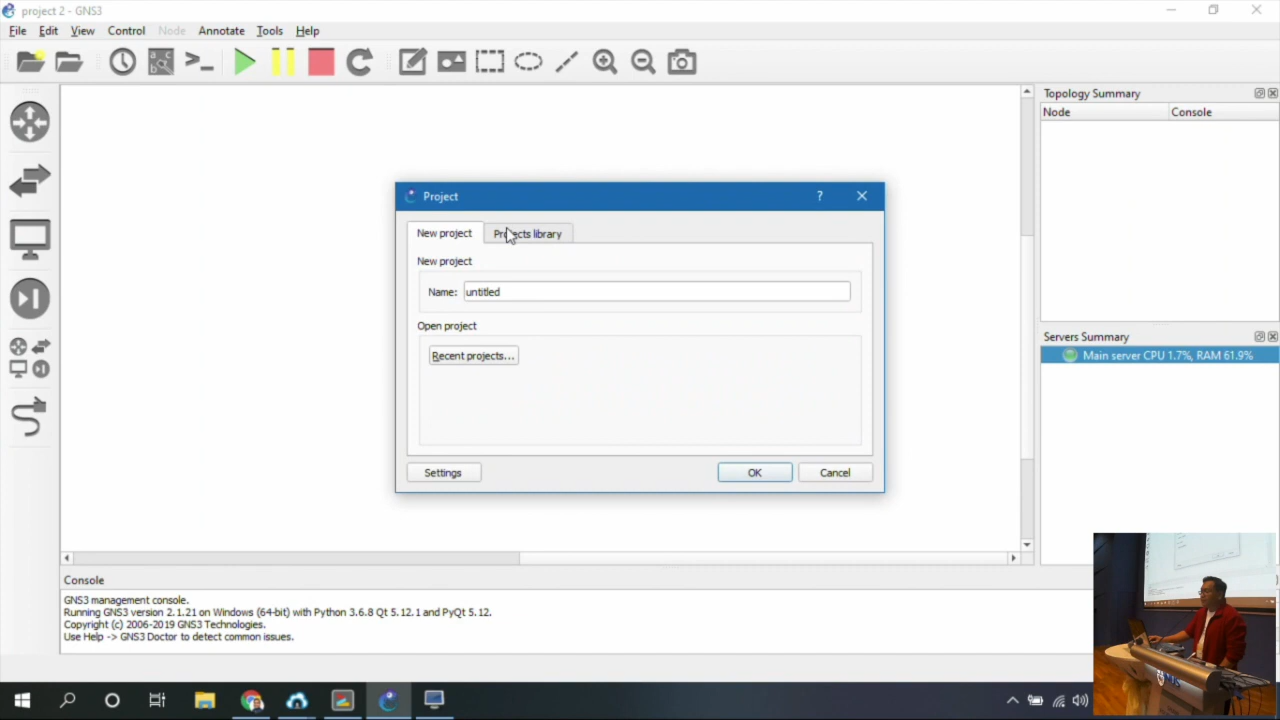 project 2 - GNS3
File Edit View Control Node Annotate Tools Help
Topology Summary
Node Console
Project
New project Projects library
New project
Name: untitled
Open project
Recent projects...
Settings OK Cancel
Servers Summary
Main server CPU 1.7%, RAM 61.9%
Console
GNS3 management console.
Running GNS3 version 2.1.21 on Windows (64-bit) with Python 3.6.8 Qt 5.12.1 and PyQt 5.12.
Copyright (c) 2006-2019 GNS3 Technologies.
Use Help -> GNS3 Doctor to detect common issues.